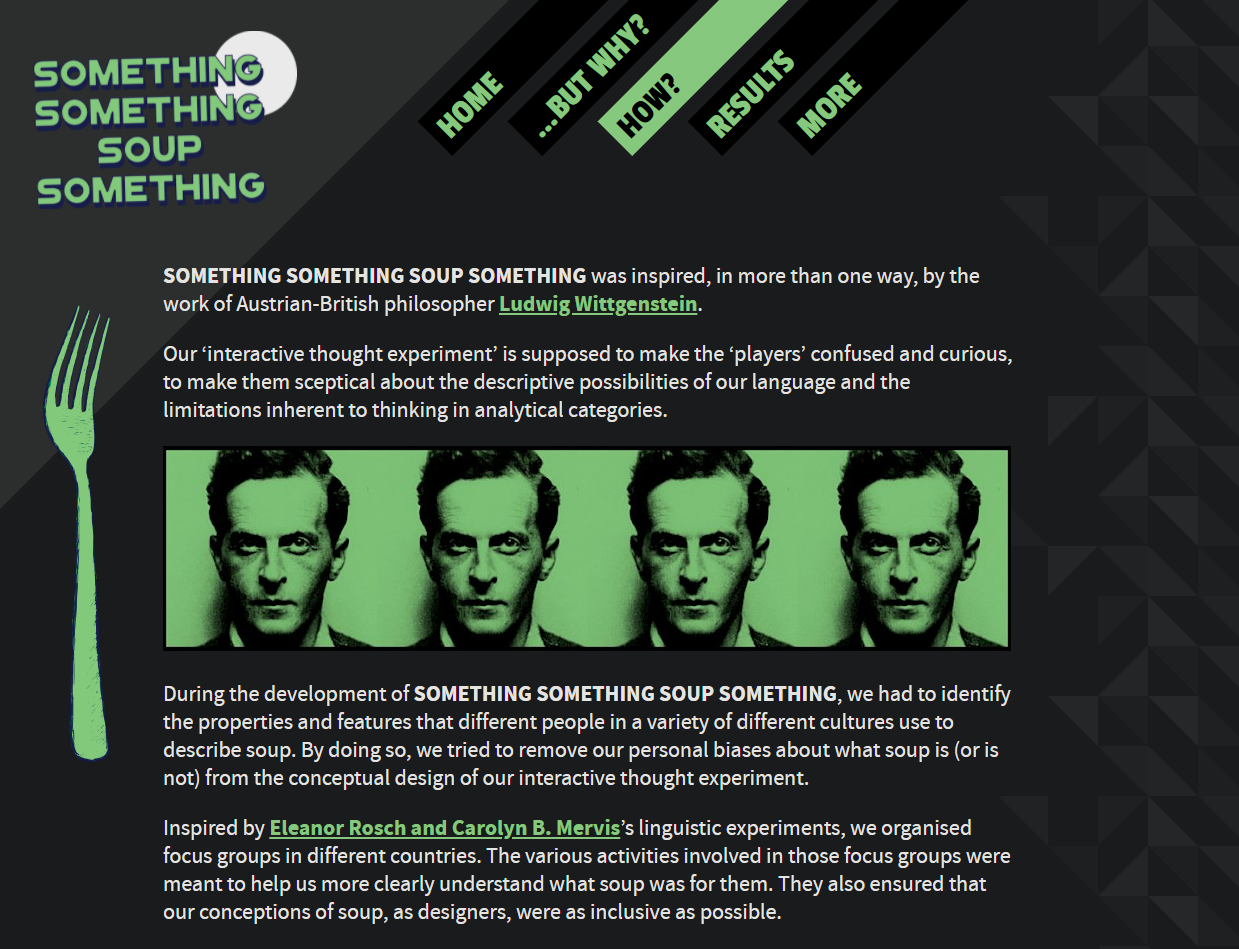 SOMETHING
SOMETHING
SOUP
SOMETHING
HOME
...BUT WHY?
HOW?
RESULTS
MORE
SOMETHING SOMETHING SOUP SOMETHING was inspired, in more than one way, by the
work of Austrian-British philosopher Ludwig Wittgenstein.
Our ‘interactive thought experiment’ is supposed to make the ‘players’ confused and curious,
to make them sceptical about the descriptive possibilities of our language and the
limitations inherent to thinking in analytical categories.
During the development of SOMETHING SOMETHING SOUP SOMETHING, we had to identify
the properties and features that different people in a variety of different cultures use to
describe soup. By doing so, we tried to remove our personal biases about what soup is (or is
not) from the conceptual design of our interactive thought experiment.
Inspired by Eleanor Rosch and Carolyn B. Mervis’s linguistic experiments, we organised
focus groups in different countries. The various activities involved in those focus groups were
meant to help us more clearly understand what soup was for them. They also ensured that
our conceptions of soup, as designers, were as inclusive as possible.